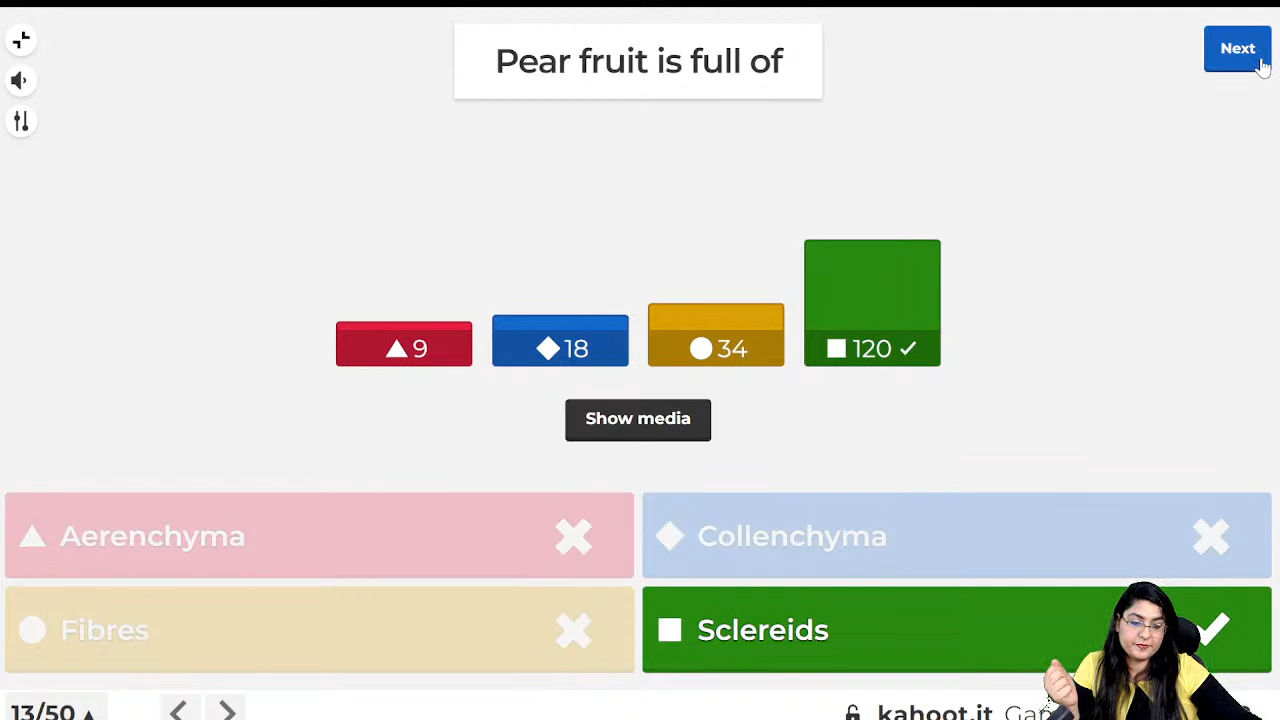 Pear fruit is full of
Next
9
18
34
120
Show media
Aerenchyma
Collenchyma
Fibres
Sclereids
13/50
kahoot.it